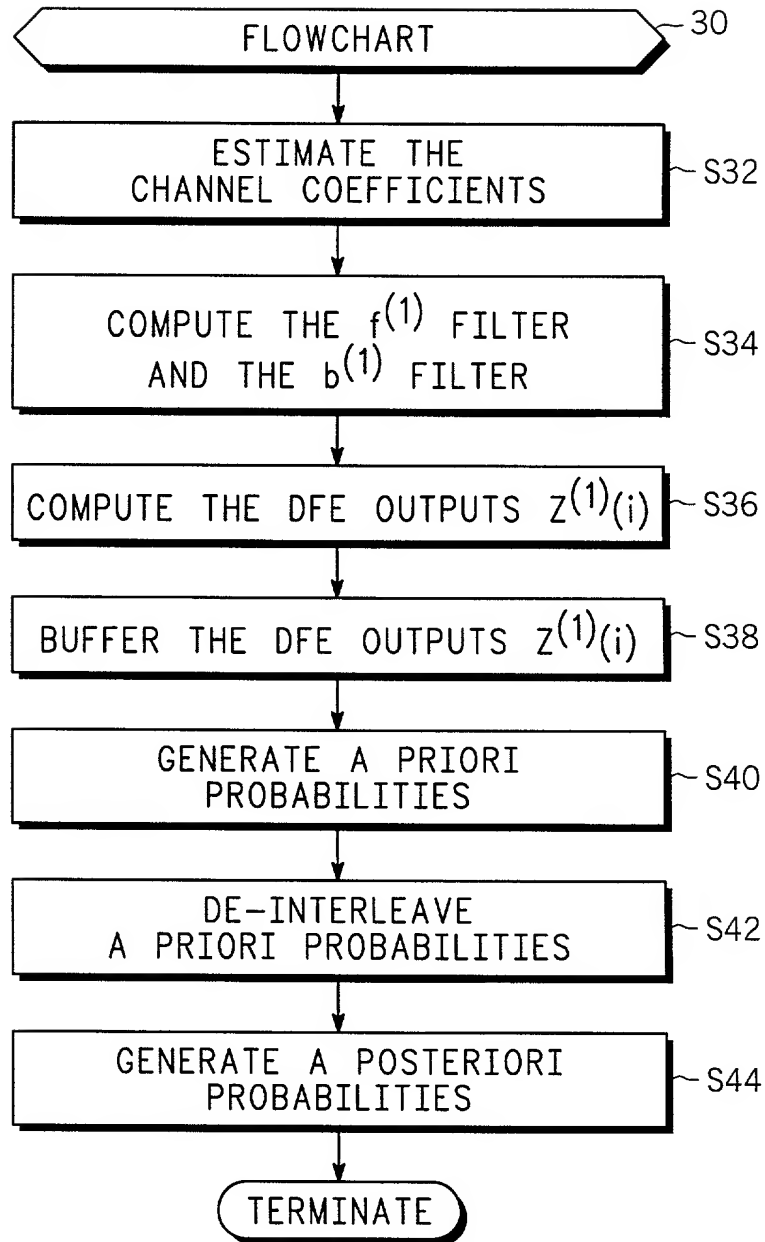 FLOWCHART
30
ESTIMATE THE
CHANNEL COEFFICIENTS
S32
COMPUTE THE f(1) FILTER
AND THE b(1) FILTER
S34
COMPUTE THE DFE OUTPUTS Z(1)(i)
S36
BUFFER THE DFE OUTPUTS Z(1)(i)
S38
GENERATE A PRIORI
PROBABILITIES
S40
DE-INTERLEAVE
A PRIORI PROBABILITIES
S42
GENERATE A POSTERIORI
PROBABILITIES
S44
TERMINATE